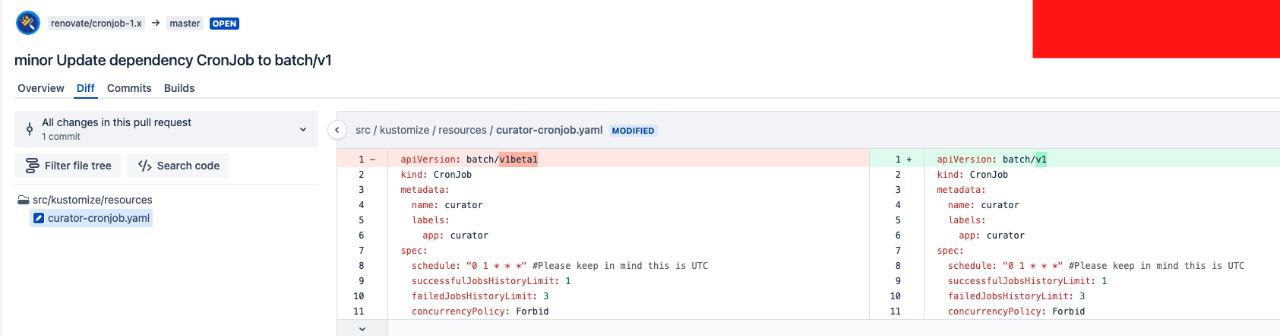 renovate/cronjob-1.x → master OPEN
minor Update dependency CronJob to batch/v1
Overview Diff Commits Builds
All changes in this pull request
1 commit
Filter file tree Search code
src/kustomize/resources
curator-cronjob.yaml
src / kustomize / resources / curator-cronjob.yaml MODIFIED
1 − apiVersion: batch/v1beta1
2 kind: CronJob
3 metadata:
4 name: curator
5 labels:
6 app: curator
7 spec:
8 schedule: "0 1 * * *" #Please keep in mind this is UTC
9 successfulJobsHistoryLimit: 1
10 failedJobsHistoryLimit: 3
11 concurrencyPolicy: Forbid
1 + apiVersion: batch/v1
2 kind: CronJob
3 metadata:
4 name: curator
5 labels:
6 app: curator
7 spec:
8 schedule: "0 1 * * *" #Please keep in mind this is UTC
9 successfulJobsHistoryLimit: 1
10 failedJobsHistoryLimit: 3
11 concurrencyPolicy: Forbid